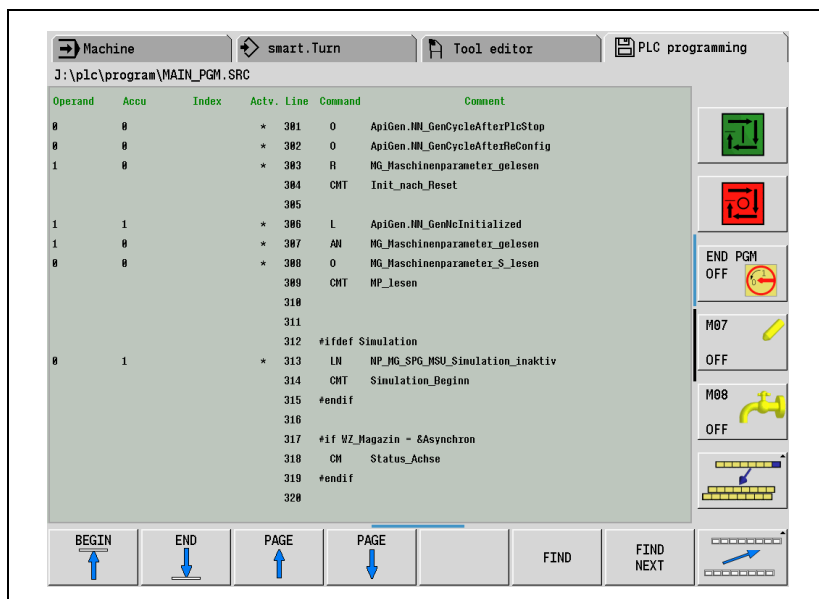 Machine smart.Turn Tool editor PLC programming
J:\plc\program\MAIN_PGM.SRC
Operand Accu Index Actv. Line Command Comment
0 0 * 301 O ApiGen.NN_GenCycleAfterPlcStop
0 0 * 302 O ApiGen.NN_GenCycleAfterReConfig
1 0 * 303 R MG_Maschinenparameter_gelesen
304 CMT Init_nach_Reset
305
1 1 * 306 L ApiGen.NN_GenNcInitialized
1 0 * 307 AN MG_Maschinenparameter_gelesen
0 0 * 308 O MG_Maschinenparameter_S_lesen
309 CMT MP_lesen
310
311
312 #ifdef Simulation
0 1 * 313 LN NP_MG_SPG_MSU_Simulation_inaktiv
314 CMT Simulation_Beginn
315 #endif
316
317 #if WZ_Magazin - &Asynchron
318 CM Status_Achse
319 #endif
320
END PGM
OFF
M07
OFF
M08
OFF
BEGIN END PAGE PAGE FIND FIND NEXT